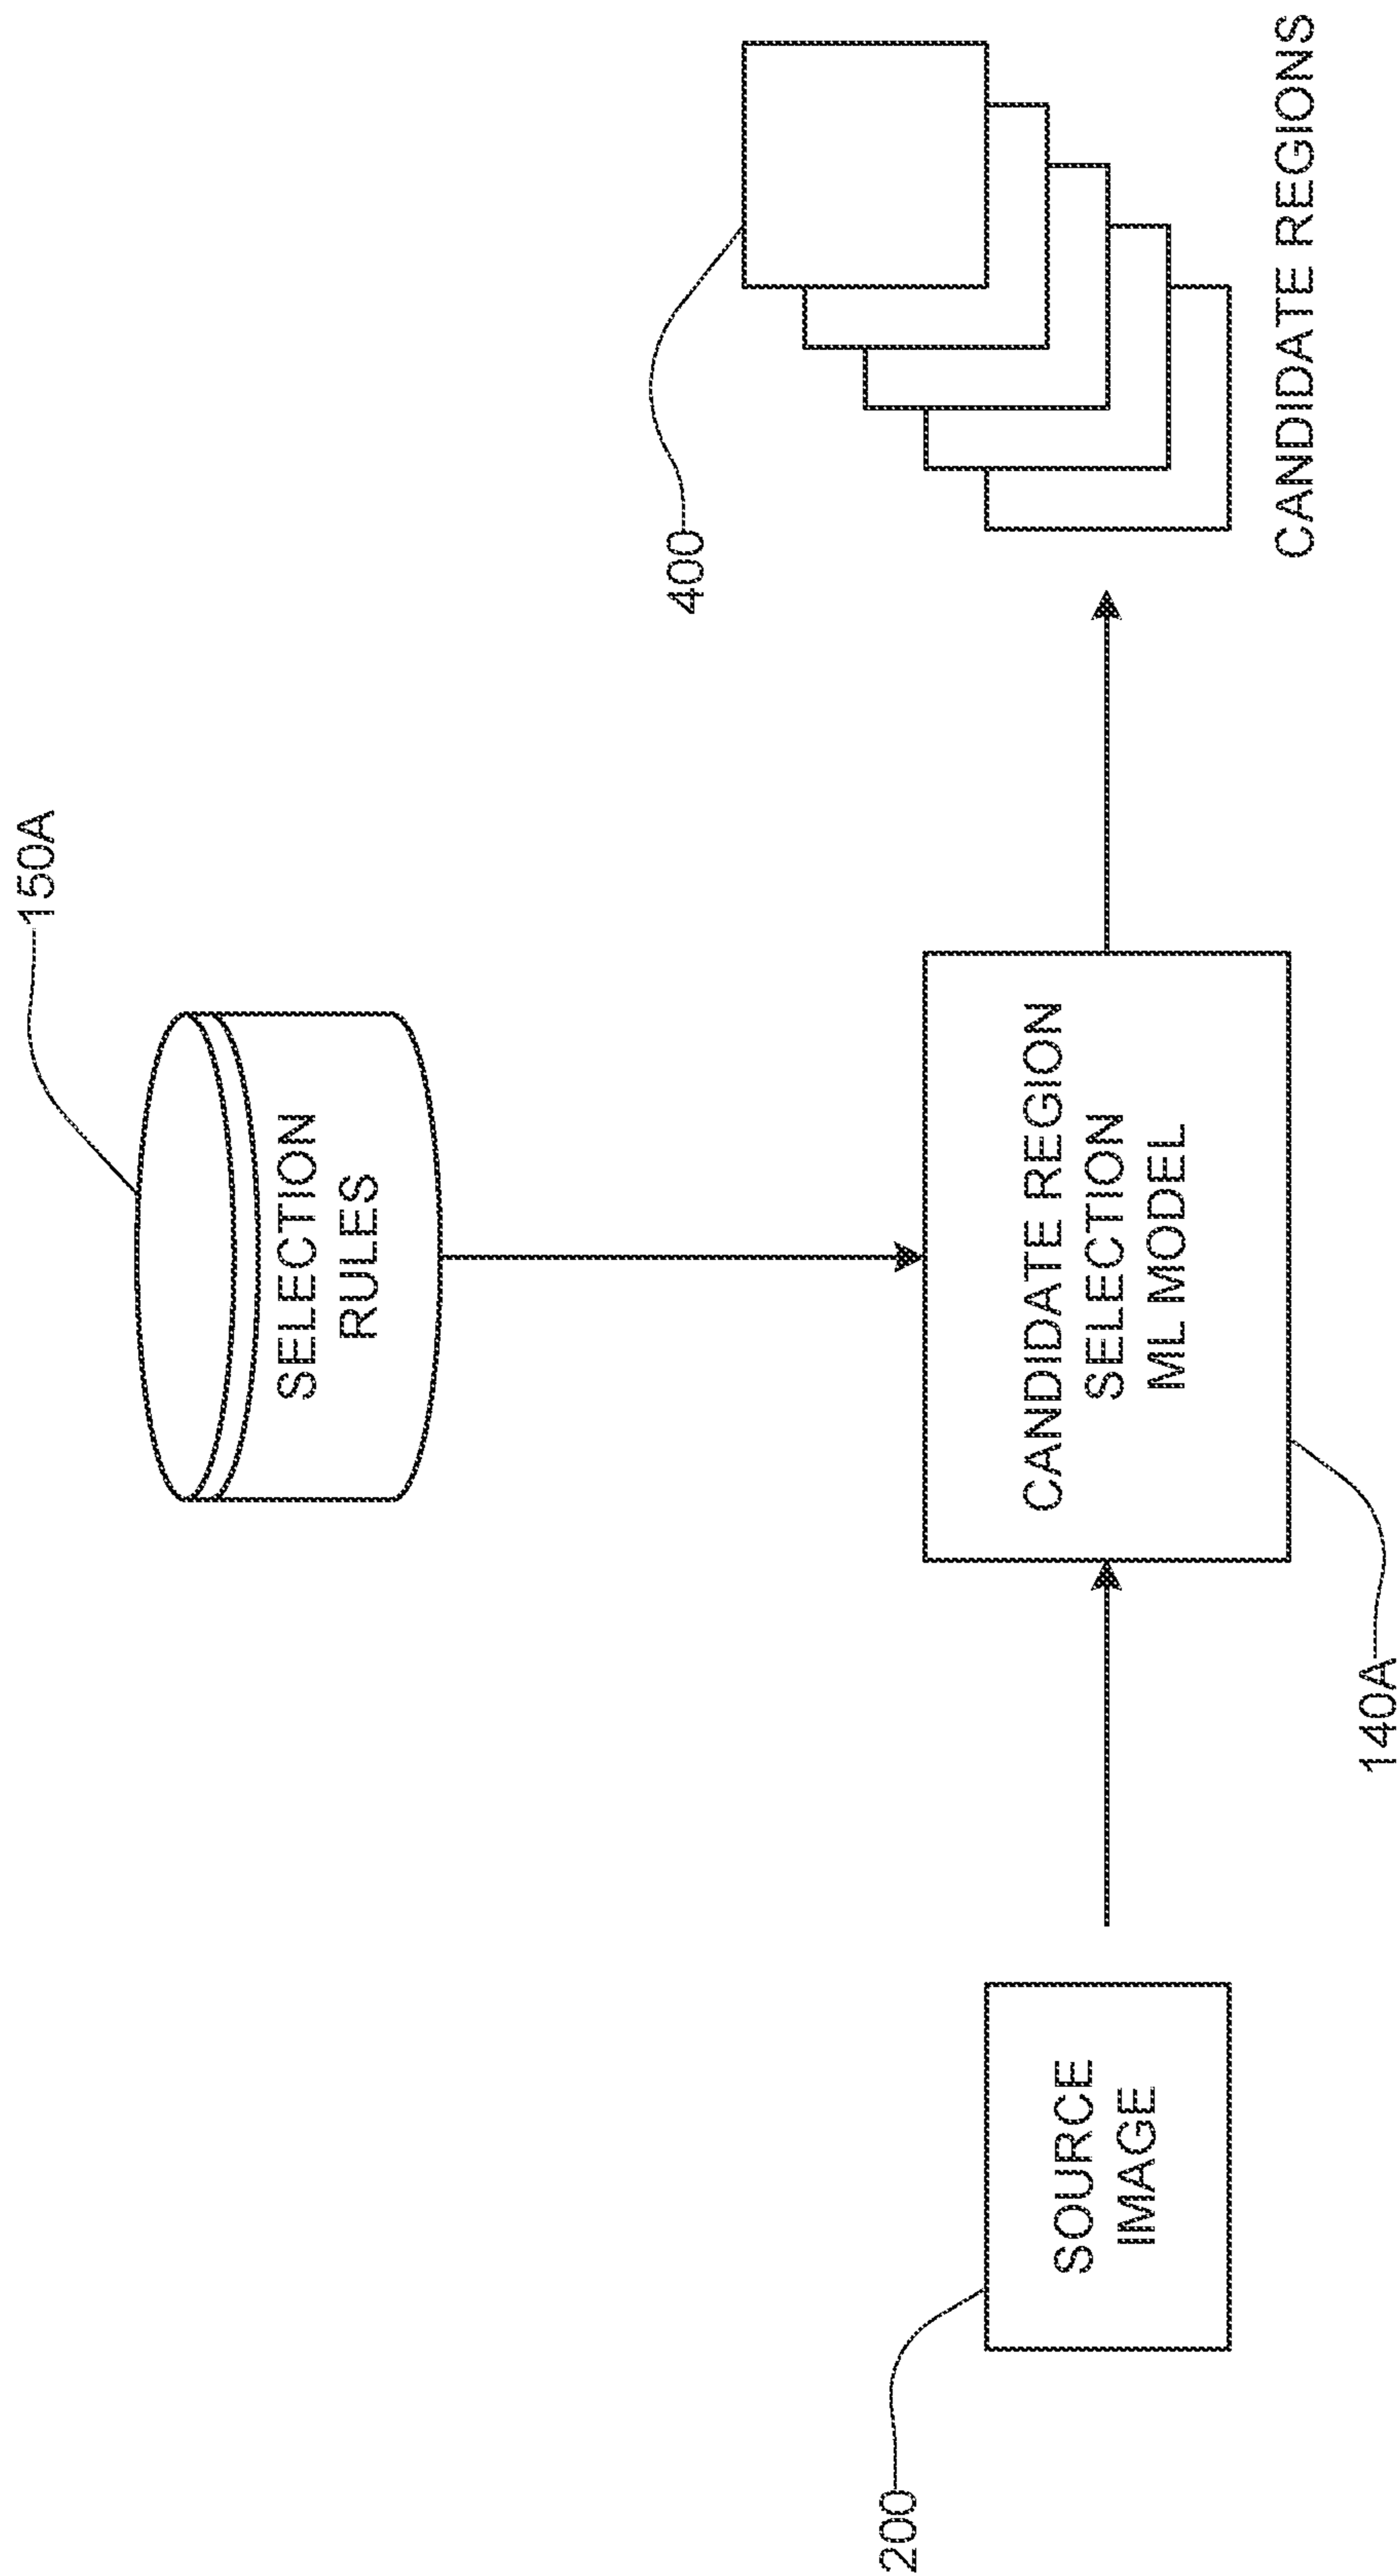 150A
SELECTION
RULES
400
CANDIDATE REGIONS
CANDIDATE REGION
SELECTION
ML MODEL
140A
SOURCE
IMAGE
200